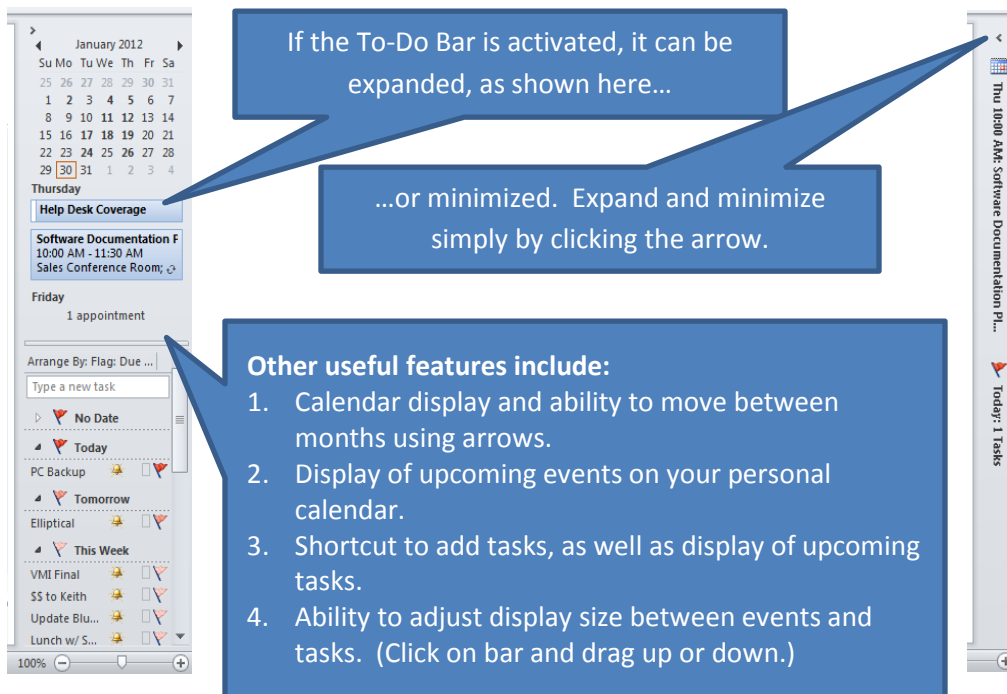 January 2012
Su Mo Tu We Th Fr Sa
25 26 27 28 29 30 31
1 2 3 4 5 6 7
8 9 10 11 12 13 14
15 16 17 18 19 20 21
22 23 24 25 26 27 28
29 30 31 1 2 3 4
Thursday
Help Desk Coverage
Software Documentation P
10:00 AM - 11:30 AM
Sales Conference Room;
Friday
1 appointment
Arrange By: Flag: Due ...
Type a new task
No Date
Today
PC Backup
Tomorrow
Elliptical
This Week
VMI Final
$$ to Keith
Update Blu...
Lunch w/ S...
100%
If the To-Do Bar is activated, it can be
expanded, as shown here…
…or minimized. Expand and minimize
simply by clicking the arrow.
Other useful features include:
1. Calendar display and ability to move between
months using arrows.
2. Display of upcoming events on your personal
calendar.
3. Shortcut to add tasks, as well as display of upcoming
tasks.
4. Ability to adjust display size between events and
tasks. (Click on bar and drag up or down.)
Thu 10:00 AM: Software Documentation Pl...
Today: 1 Tasks